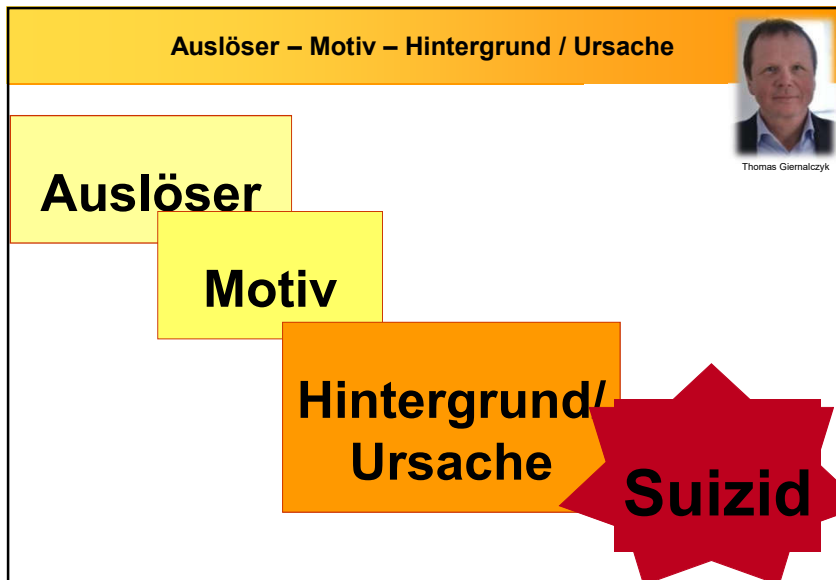 Auslöser – Motiv – Hintergrund / Ursache
Thomas Giernalczyk
Auslöser
Motiv
Hintergrund/
Ursache
Suizid